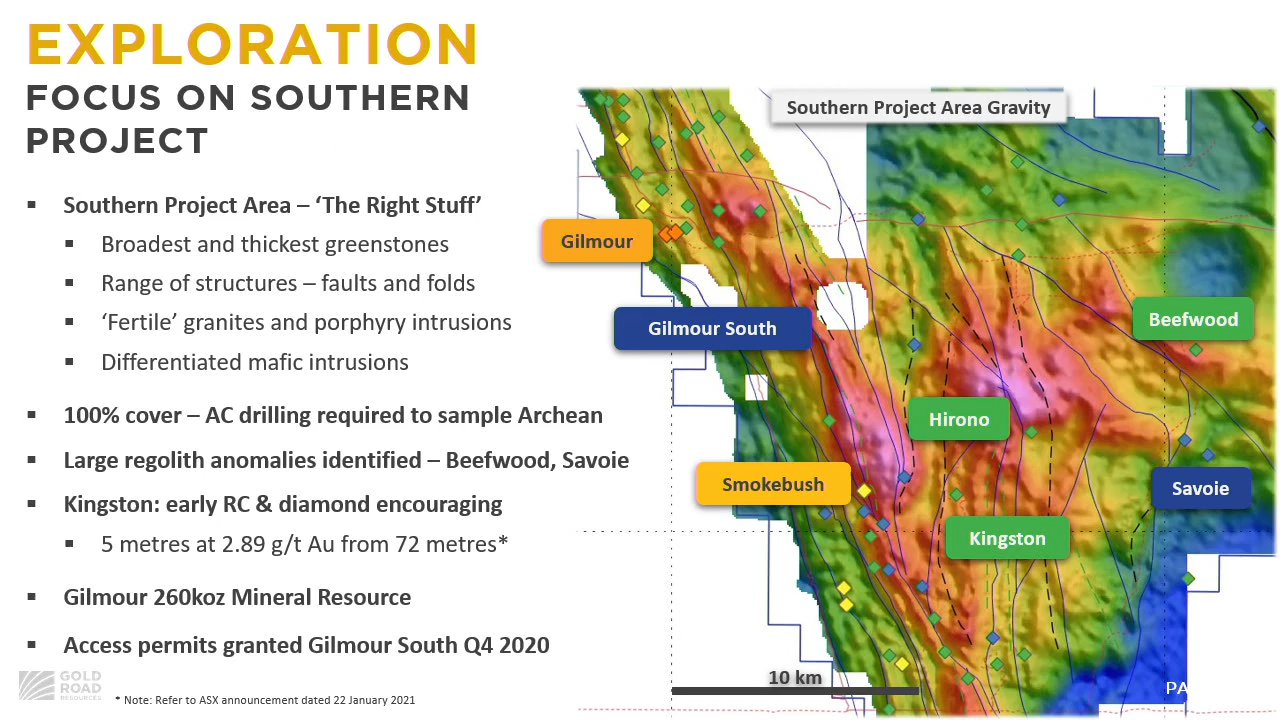 EXPLORATION
FOCUS ON SOUTHERN
PROJECT
▪ Southern Project Area – ‘The Right Stuff’
▪ Broadest and thickest greenstones
▪ Range of structures – faults and folds
▪ ‘Fertile’ granites and porphyry intrusions
▪ Differentiated mafic intrusions
▪ 100% cover – AC drilling required to sample Archean
▪ Large regolith anomalies identified – Beefwood, Savoie
▪ Kingston: early RC & diamond encouraging
▪ 5 metres at 2.89 g/t Au from 72 metres*
▪ Gilmour 260koz Mineral Resource
▪ Access permits granted Gilmour South Q4 2020
GOLD
ROAD
RESOURCES
* Note: Refer to ASX announcement dated 22 January 2021
Southern Project Area Gravity
Gilmour
Gilmour South
Beefwood
Hirono
Smokebush
Savoie
Kingston
10 km
PA